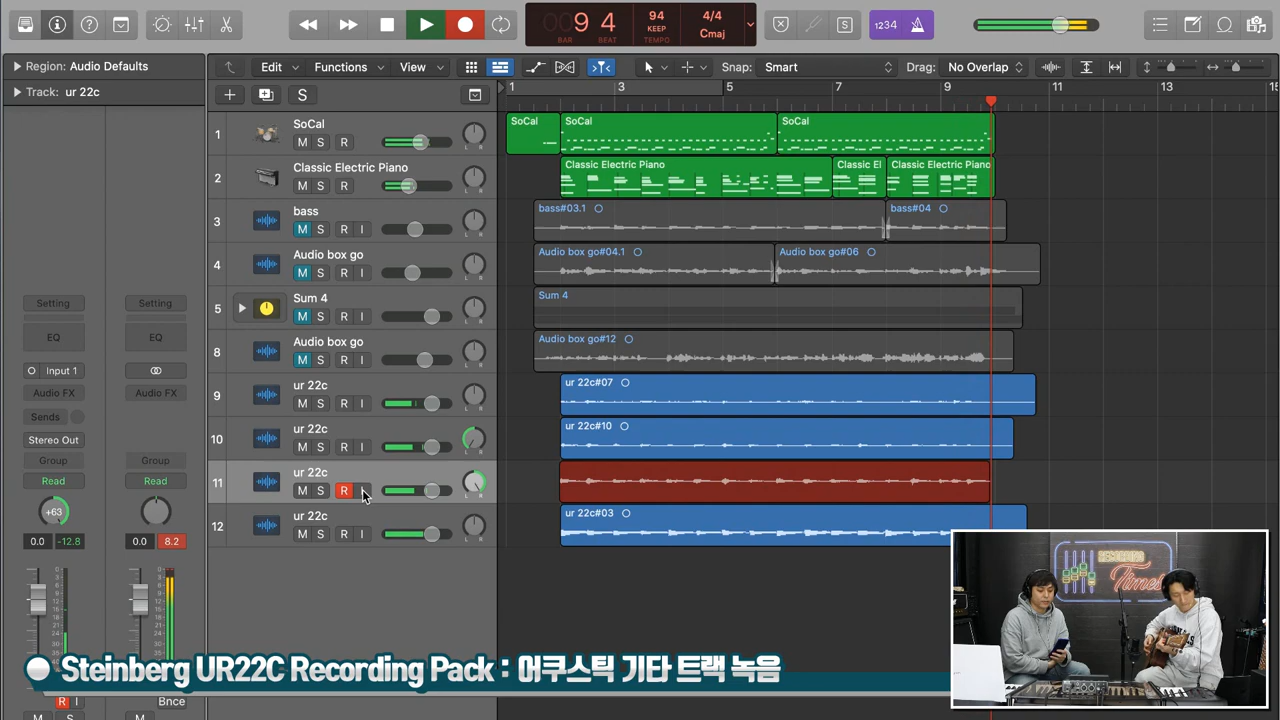 9 4
BAR BEAT
94
KEEP
TEMPO
4/4
Cmaj
S
1234
Region: Audio Defaults
Track: ur 22c
Edit
Functions
View
Snap: Smart
Drag: No Overlap
S
1 3 5 7 9 11 13 15
1 SoCal
M S R
SoCal
SoCal
SoCal
2 Classic Electric Piano
M S R
Classic Electric Piano
Classic El
Classic Electric Piano
3 bass
M S R I
bass#03.1
bass#04
4 Audio box go
M S R I
Audio box go#04.1
Audio box go#06
5 Sum 4
M S R I
Sum 4
8 Audio box go
M S R I
Audio box go#12
9 ur 22c
M S R I
ur 22c#07
10 ur 22c
M S R I
ur 22c#10
11 ur 22c
M S R
12 ur 22c
M S R I
ur 22c#03
Setting
Setting
EQ
EQ
Input 1
Audio FX
Audio FX
Sends
Stereo Out
Group
Group
Read
Read
+63
0.0 -12.8
0.0 8.2
R I
M S
M
Bnce
RECORDING
Times
Steinberg UR22C Recording Pack : 어쿠스틱 기타 트랙 녹음